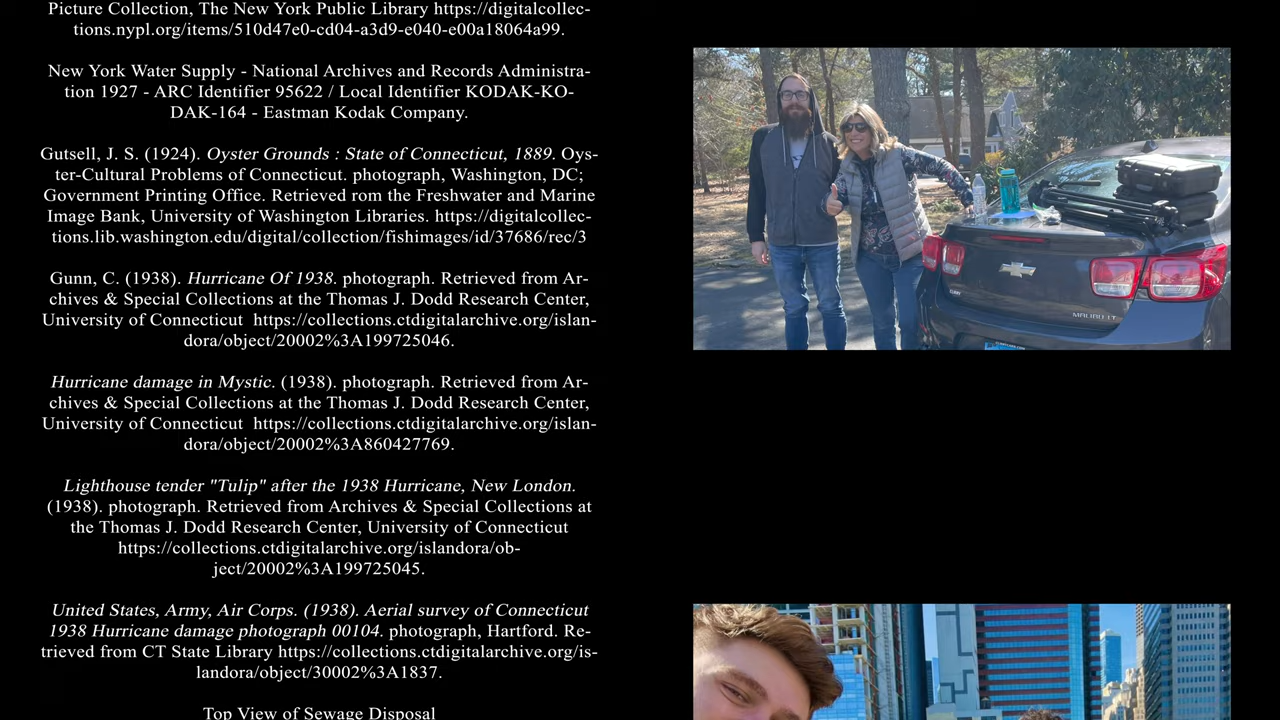 Picture Collection, The New York Public Library https://digitalcollec-
tions.nypl.org/items/510d47e0-cd04-a3d9-e040-e00a18064a99.
New York Water Supply - National Archives and Records Administra-
tion 1927 - ARC Identifier 95622 / Local Identifier KODAK-KO-
DAK-164 - Eastman Kodak Company.
Gutsell, J. S. (1924). Oyster Grounds : State of Connecticut, 1889. Oys-
ter-Cultural Problems of Connecticut. photograph, Washington, DC;
Government Printing Office. Retrieved rom the Freshwater and Marine
Image Bank, University of Washington Libraries. https://digitalcollec-
tions.lib.washington.edu/digital/collection/fishimages/id/37686/rec/3
Gunn, C. (1938). Hurricane Of 1938. photograph. Retrieved from Ar-
chives & Special Collections at the Thomas J. Dodd Research Center,
University of Connecticut https://collections.ctdigitalarchive.org/islan-
dora/object/20002%3A199725046.
Hurricane damage in Mystic. (1938). photograph. Retrieved from Ar-
chives & Special Collections at the Thomas J. Dodd Research Center,
University of Connecticut https://collections.ctdigitalarchive.org/islan-
dora/object/20002%3A860427769.
Lighthouse tender "Tulip" after the 1938 Hurricane, New London.
(1938). photograph. Retrieved from Archives & Special Collections at
the Thomas J. Dodd Research Center, University of Connecticut
https://collections.ctdigitalarchive.org/islandora/ob-
ject/20002%3A199725045.
United States, Army, Air Corps. (1938). Aerial survey of Connecticut
1938 Hurricane damage photograph 00104. photograph, Hartford. Re-
trieved from CT State Library https://collections.ctdigitalarchive.org/is-
landora/object/30002%3A1837.
Top View of Sewage Disposal
MALIBU LT